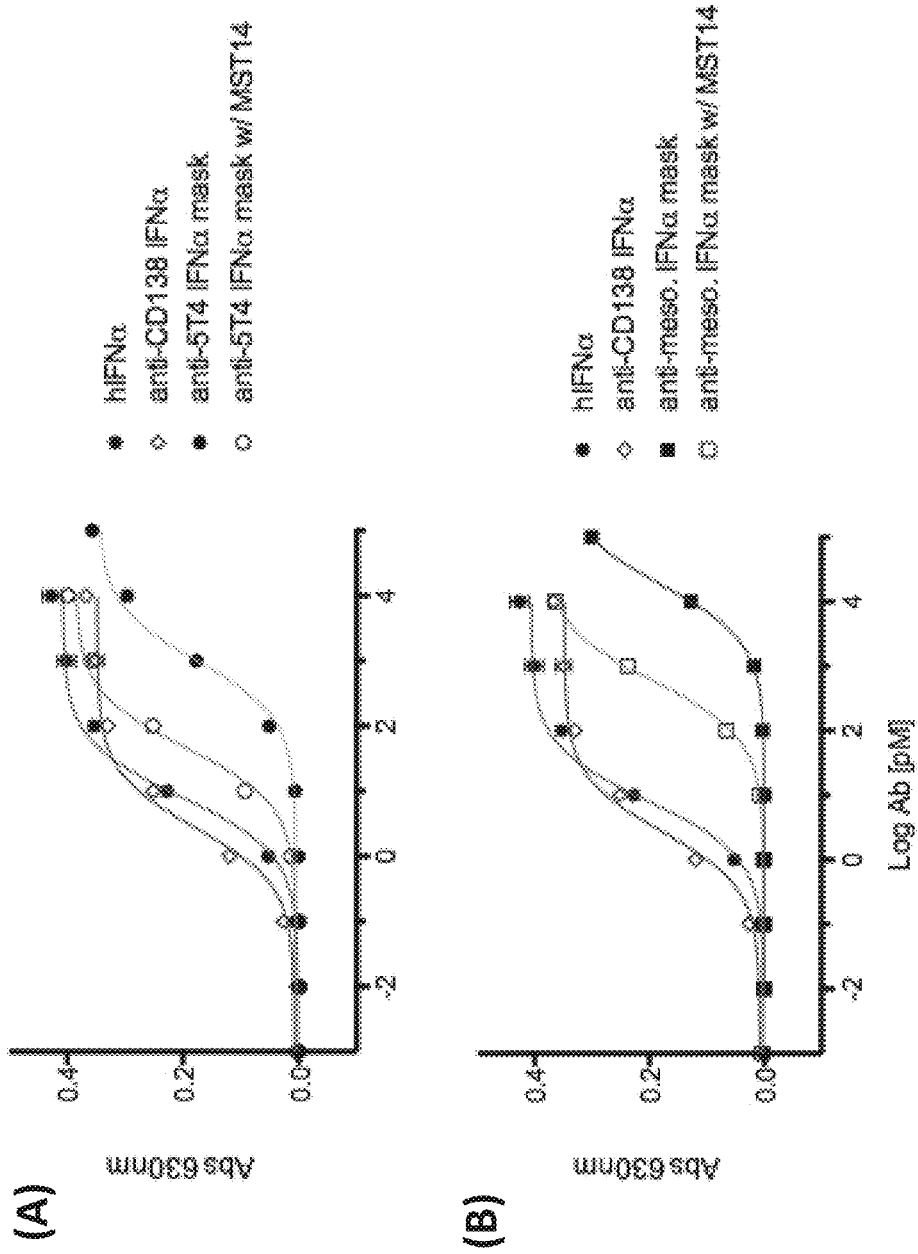 (A)
Abs 630nm
0.4
0.2
0.0
-2
0
2
4
hIFNα
anti-CD138 IFNα
anti-5T4 IFNα mask
anti-5T4 IFNα mask w/ MST14
(B)
Abs 630nm
0.4
0.2
0.0
-2
0
2
4
Log Ab [pM]
hIFNα
anti-CD138 IFNα
anti-meso. IFNα mask
anti-meso. IFNα mask w/ MST14